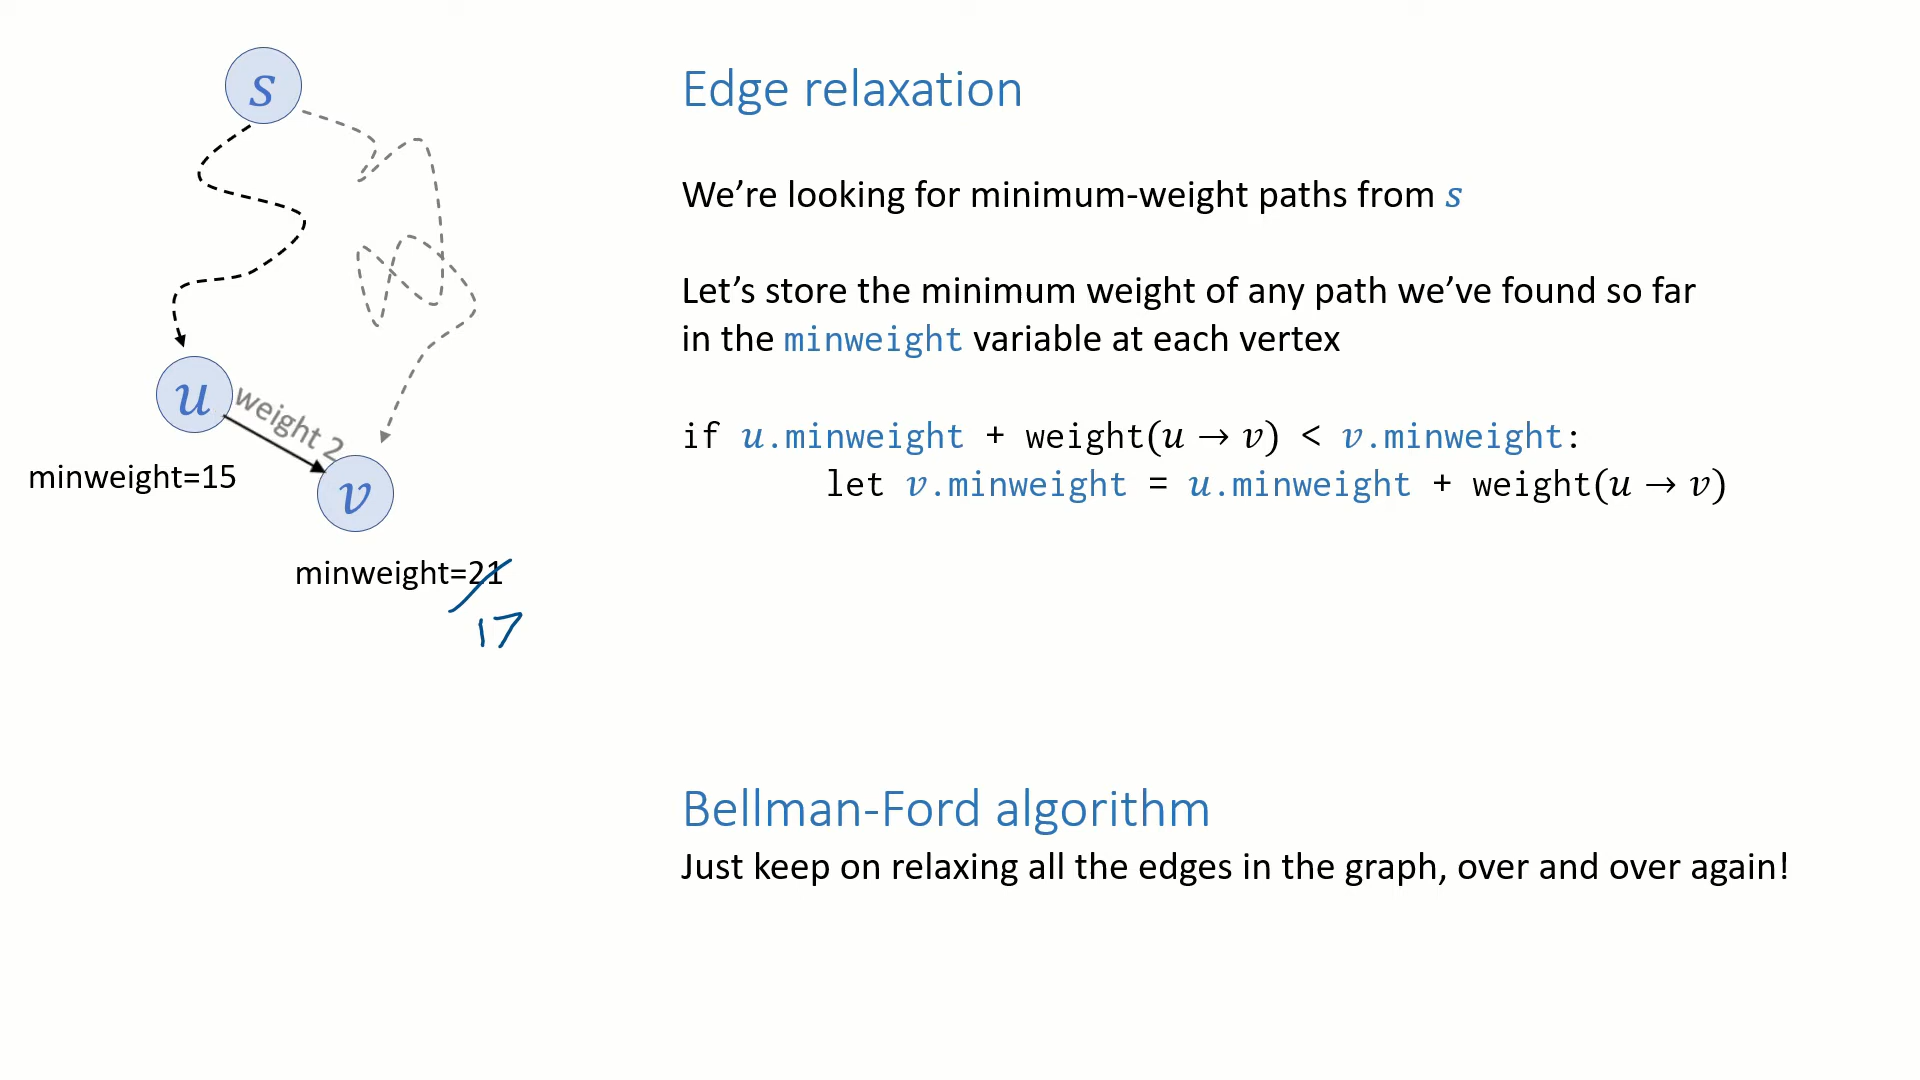 s
Edge relaxation
We're looking for minimum-weight paths from s
Let's store the minimum weight of any path we've found so far
in the minweight variable at each vertex
u
weight 2
if u.minweight + weight(u → v) < v.minweight:
let v.minweight = u.minweight + weight(u → v)
minweight=15
v
minweight=21
17
Bellman-Ford algorithm
Just keep on relaxing all the edges in the graph, over and over again!